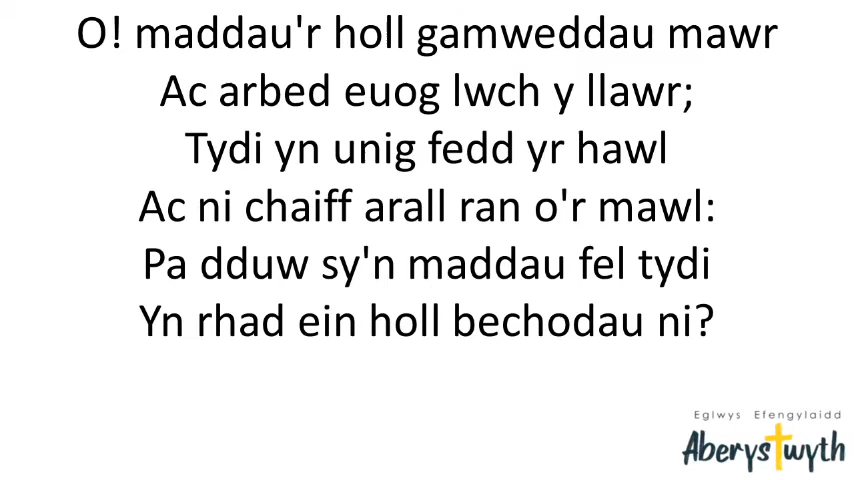 O! maddau'r holl gamweddau mawr
Ac arbed euog lwch y llawr;
Tydi yn unig fedd yr hawl
Ac ni chaiff arall ran o'r mawl:
Pa dduw sy'n maddau fel tydi
Yn rhad ein holl bechodau ni?
Eglwys Efengylaidd
Aberystwyth